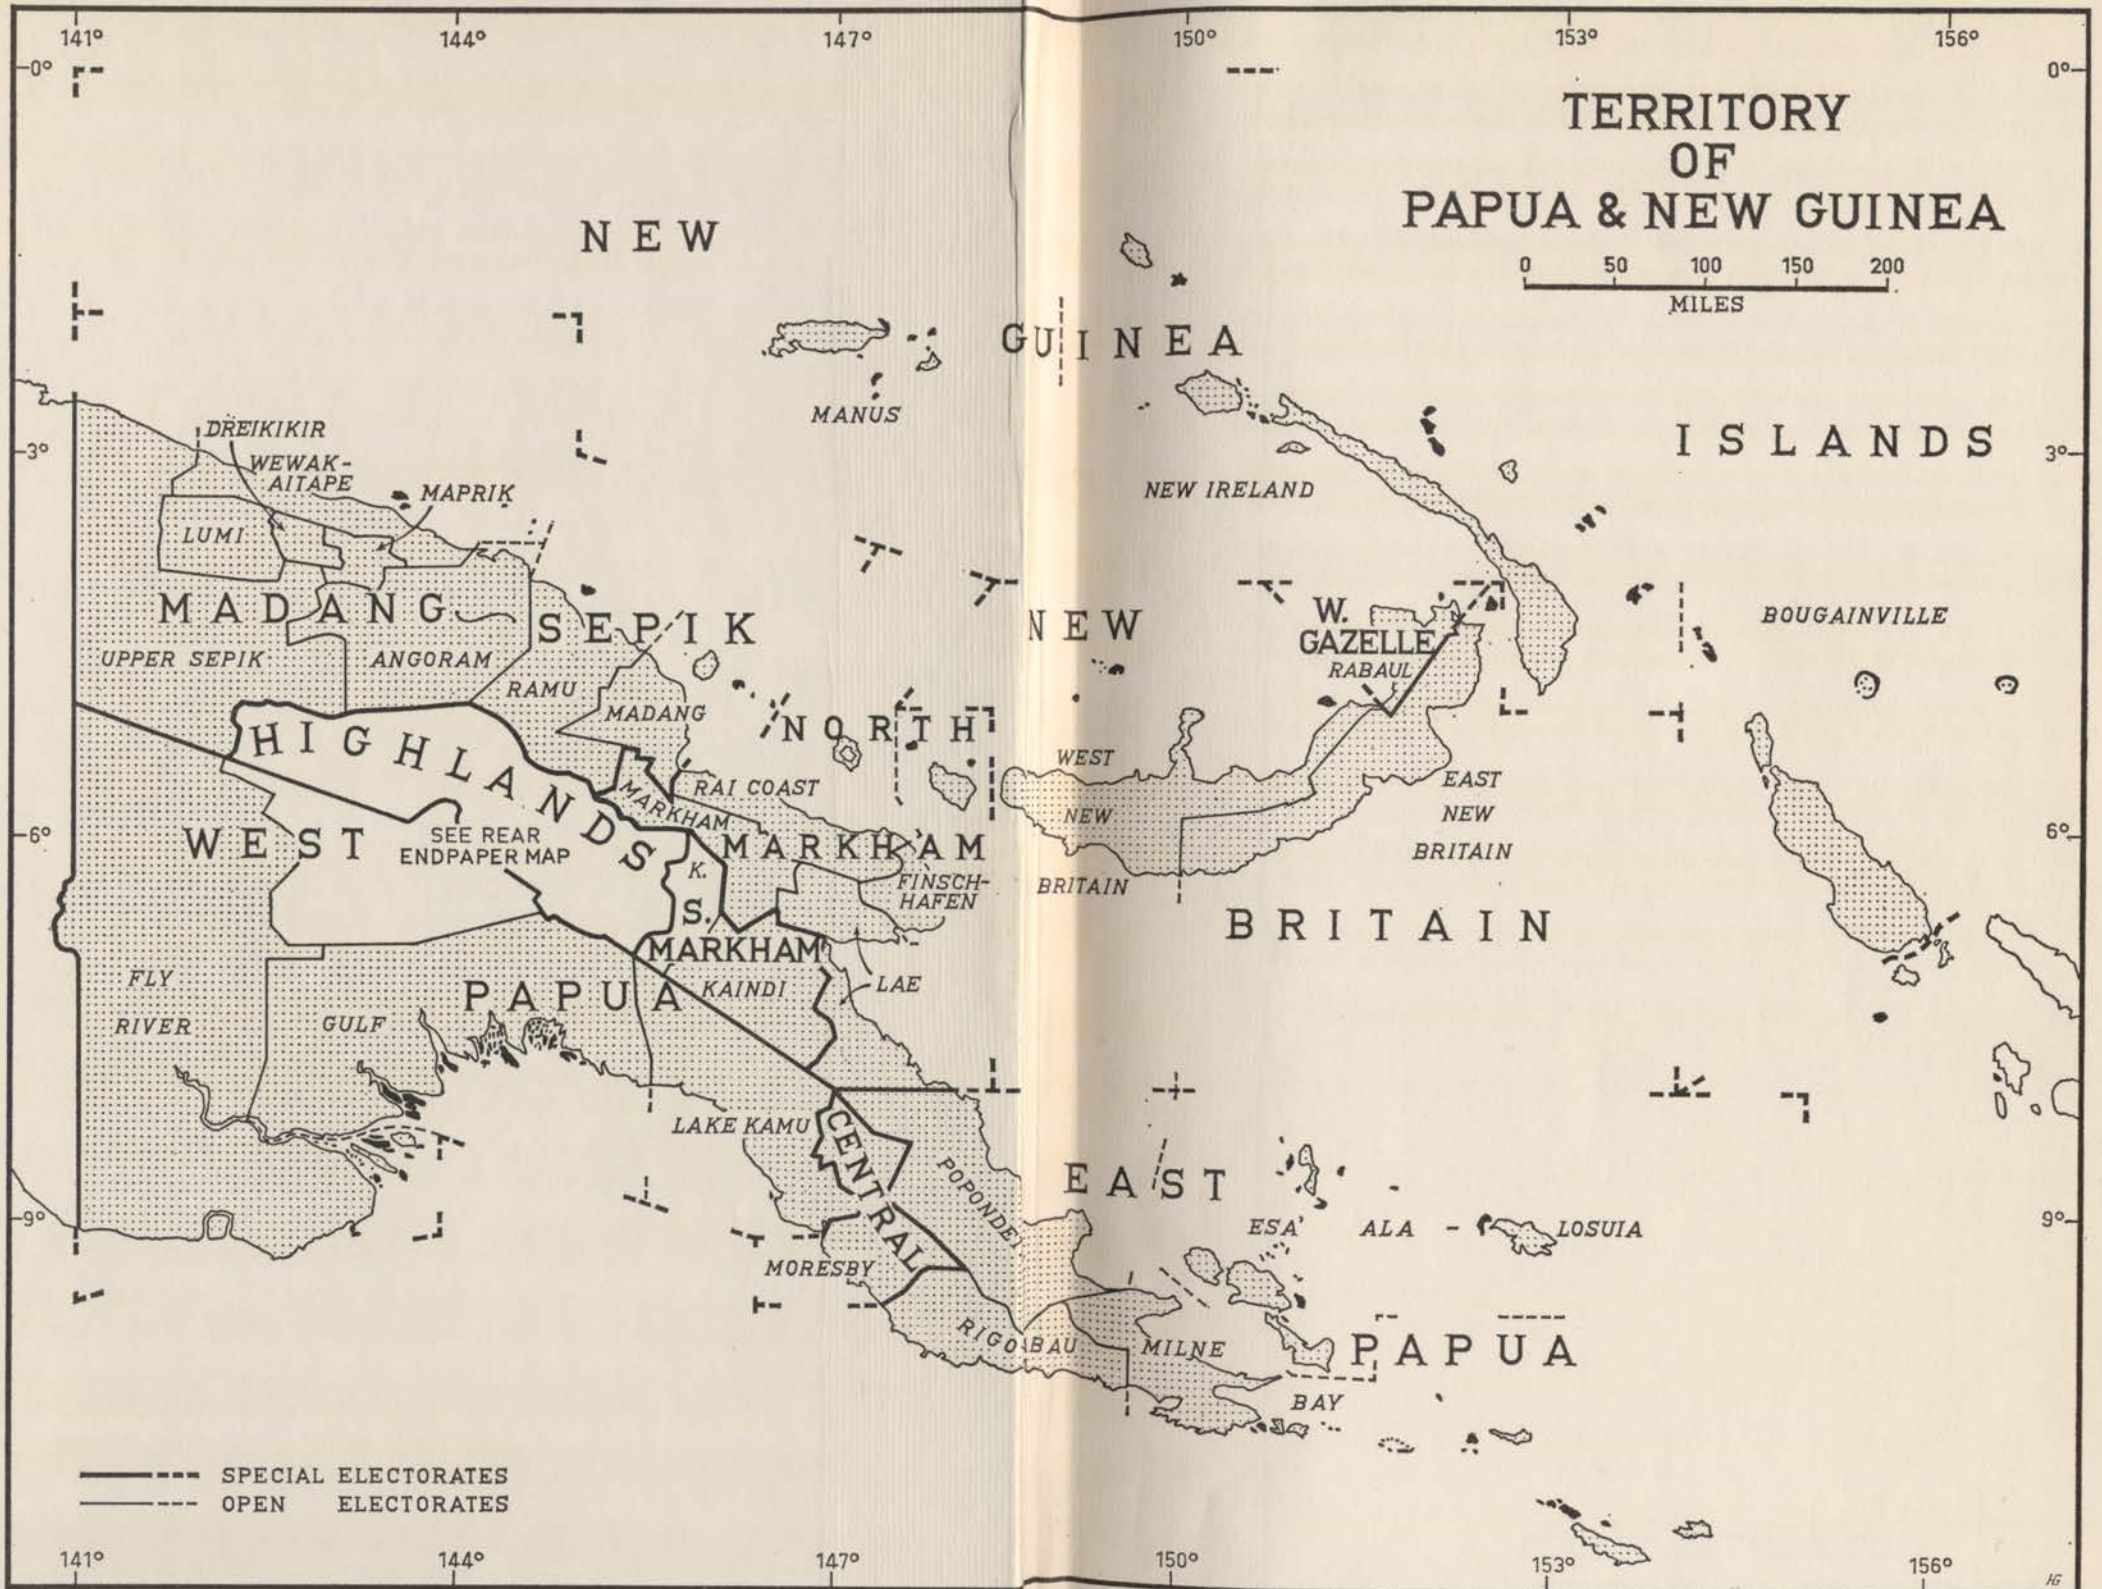 141°
144°
147°
150°
153°
156°
0°
0°
TERRITORY
OF
PAPUA & NEW GUINEA
0 50 100 150 200
MILES
NEW
GUINEA
ISLANDS
MANUS
NEW IRELAND
BOUGAINVILLE
3°
3°
DREIKIKIR
WEWAK-
AITAPE
MAPRIK
LUMI
MADANG
SEPIK
UPPER SEPIK
ANGORAM
RAMU
MADANG
NEW
W.
GAZELLE
RABAUL
NORTH
HIGHLANDS
MARKHAM
RAI COAST
WEST
NEW
BRITAIN
EAST
NEW
BRITAIN
6°
6°
WEST
SEE REAR
ENDPAPER MAP
MARKHAM
K.
S.
MARKHAM
FINSCH-
HAFEN
BRITAIN
FLY
RIVER
GULF
PAPUA
KAINDI
LAE
LAKE KAMU
CENTRAL
POPONDETTA
EAST
ESA' ALA - LOSUIA
9°
9°
MORESBY
RIGO
ABAU
MILNE
BAY
PAPUA
SPECIAL ELECTORATES
OPEN ELECTORATES
141°
144°
147°
150°
153°
156°
HG